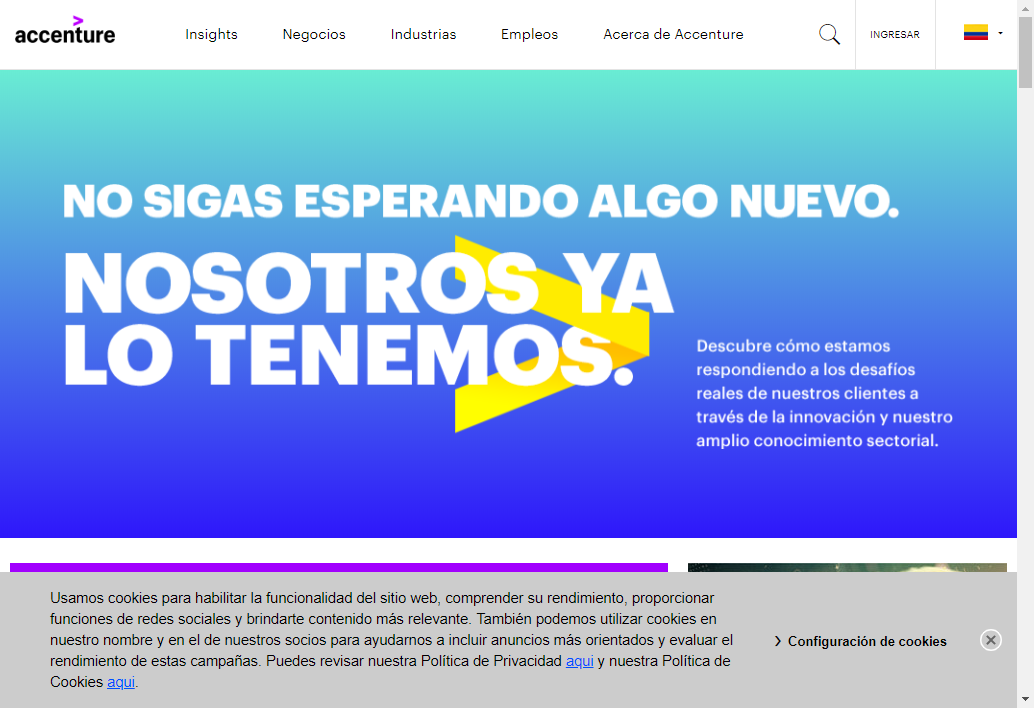 accenture
Insights
Negocios
Industrias
Empleos
Acerca de Accenture
INGRESAR
NO SIGAS ESPERANDO ALGO NUEVO.
NOSOTROS YA
LO TENEMOS.
Descubre cómo estamos
respondiendo a los desafíos
reales de nuestros clientes a
través de la innovación y nuestro
amplio conocimiento sectorial.
Usamos cookies para habilitar la funcionalidad del sitio web, comprender su rendimiento, proporcionar
funciones de redes sociales y brindarte contenido más relevante. También podemos utilizar cookies en
nuestro nombre y en el de nuestros socios para ayudarnos a incluir anuncios más orientados y evaluar el
rendimiento de estas campañas. Puedes revisar nuestra Política de Privacidad aqui y nuestra Política de
Cookies aqui.
Configuración de cookies